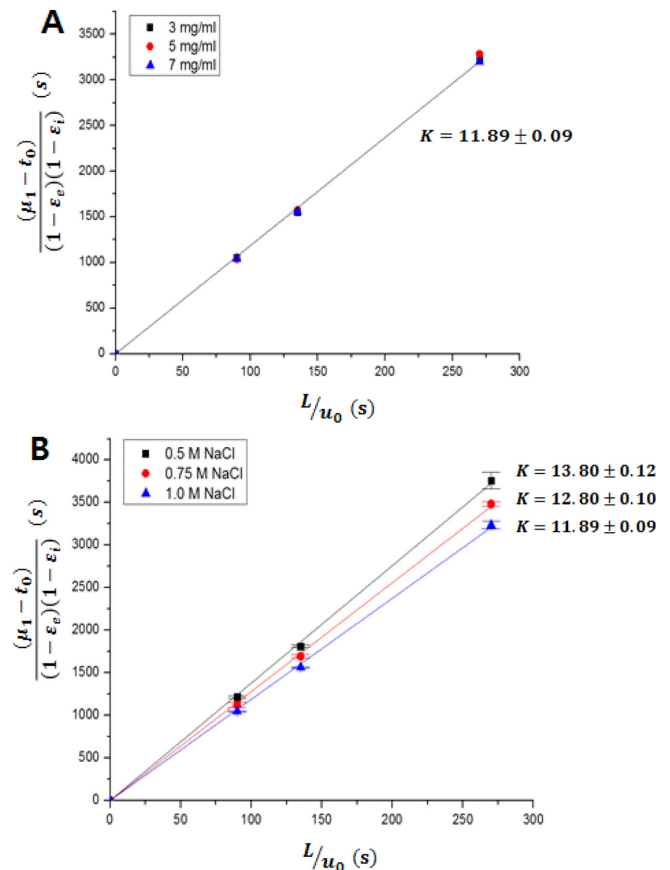 A
3 mg/ml
5 mg/ml
7 mg/ml
3500
3000
2500
2000
1500
1000
500
0
(μ₁ − t₀)
(1 − εₑ)(1 − εᵢ)
(s)
K = 11.89 ± 0.09
0 50 100 150 200 250 300
L/u₀ (s)
B
0.5 M NaCl
0.75 M NaCl
1.0 M NaCl
4000
3500
3000
2500
2000
1500
1000
500
0
(μ₁ − t₀)
(1 − εₑ)(1 − εᵢ)
(s)
K = 13.80 ± 0.12
K = 12.80 ± 0.10
K = 11.89 ± 0.09
0 50 100 150 200 250 300
L/u₀ (s)